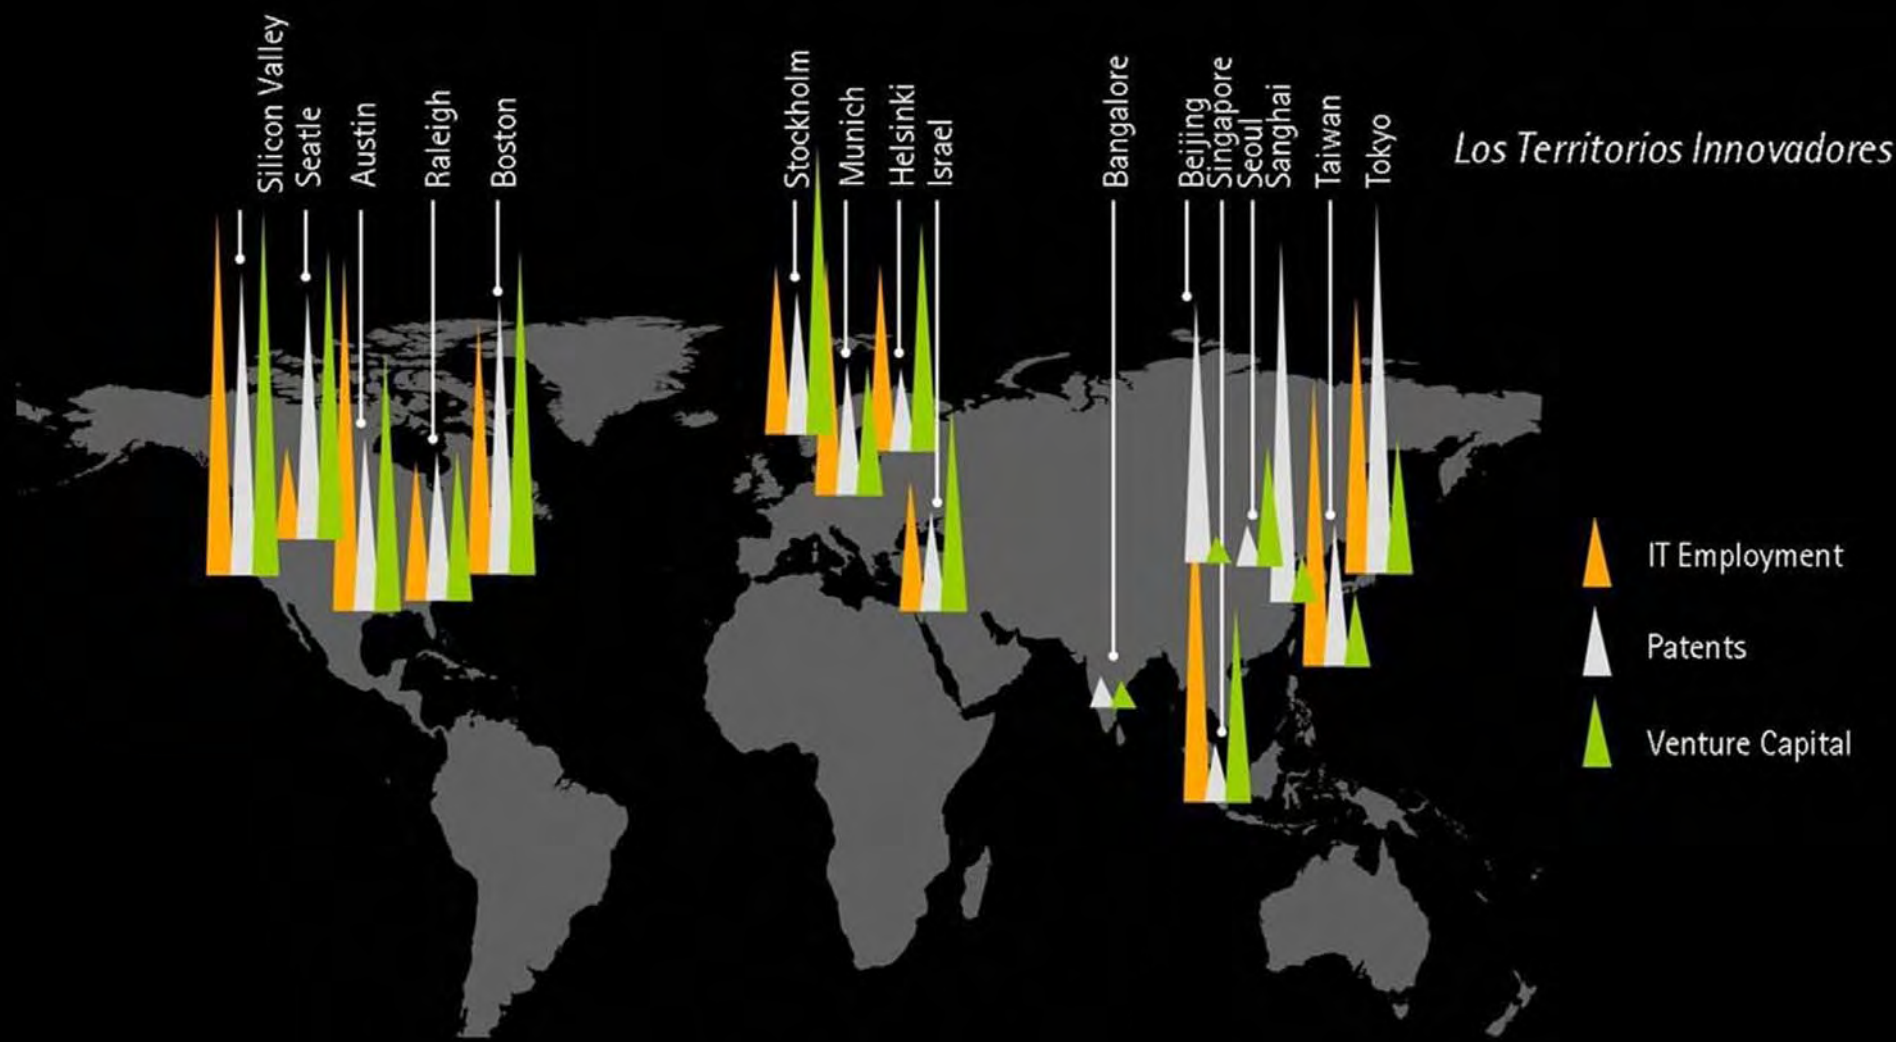 Silicon Valley
Seatle
Austin
Raleigh
Boston
Stockholm
Munich
Helsinki
Israel
Bangalore
Beijing
Singapore
Seoul
Sanghai
Taiwan
Tokyo
Los Territorios Innovadores
IT Employment
Patents
Venture Capital